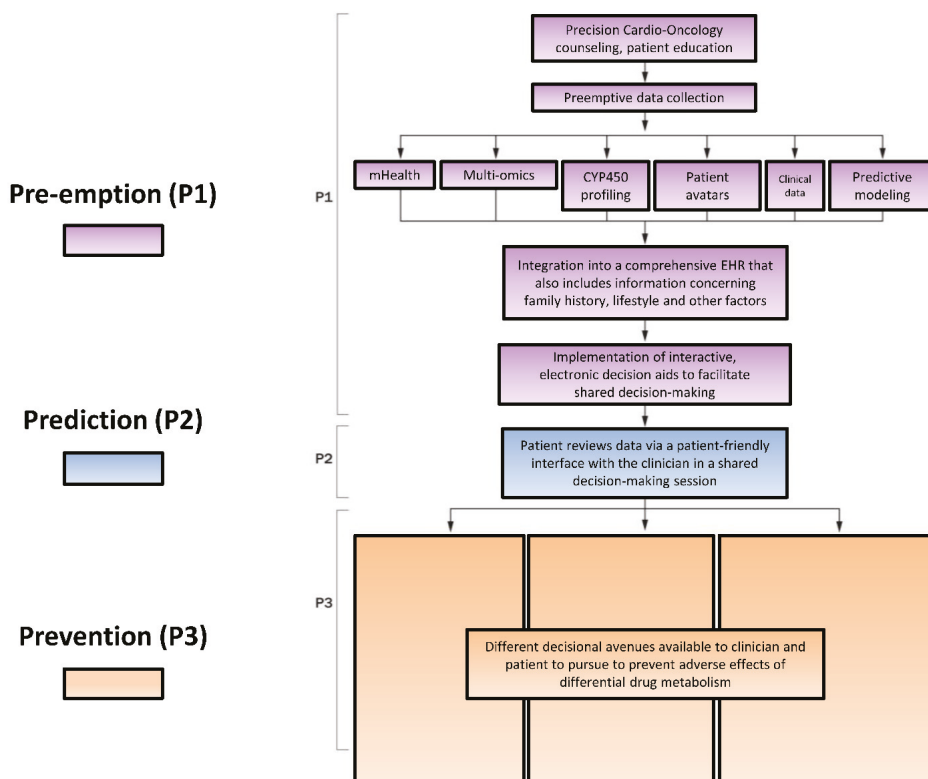 Precision Cardio-Oncology
counseling, patient education
Preemptive data collection
mHealth
Multi-omics
CYP450
profiling
Patient
avatars
Clinical
data
Predictive
modeling
Pre-emption (P1)
P1
Integration into a comprehensive EHR that
also includes information concerning
family history, lifestyle and other factors
Implementation of interactive,
electronic decision aids to facilitate
shared decision-making
Prediction (P2)
P2
Patient reviews data via a patient-friendly
interface with the clinician in a shared
decision-making session
Prevention (P3)
P3
Different decisional avenues available to clinician and
patient to pursue to prevent adverse effects of
differential drug metabolism